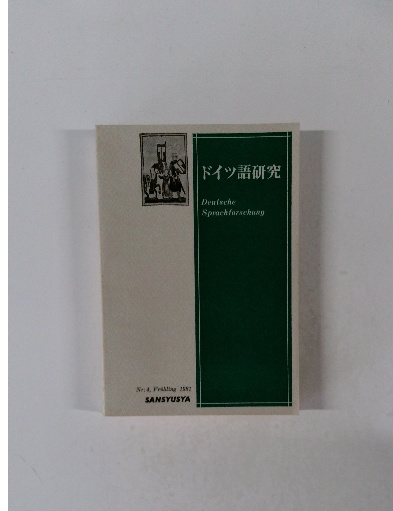 ドイツ語研究
Deutsche
Sprachforschung
Nr. 4, Frühling 1981
SANSYUSYA